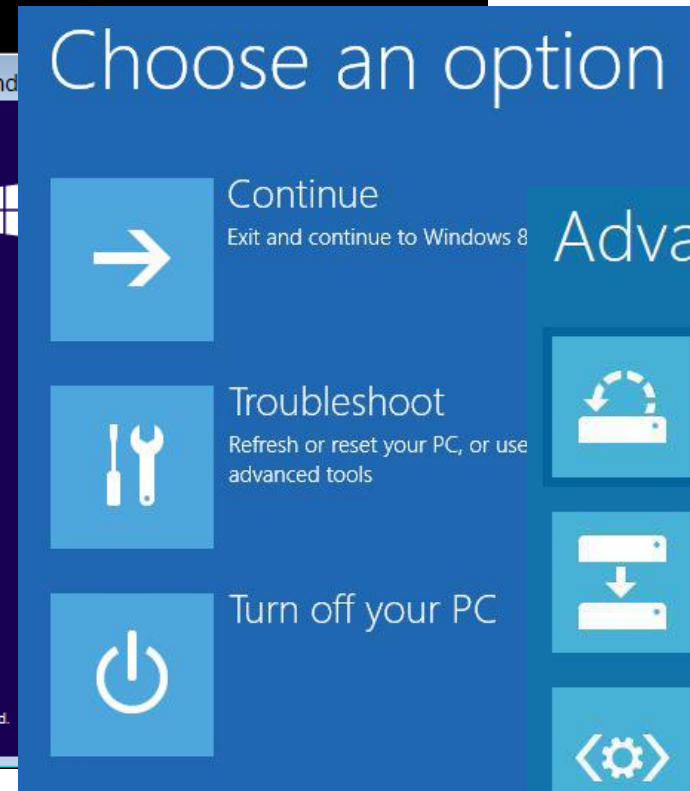 Choose an option
Continue
Exit and continue to Windows 8
Troubleshoot
Refresh or reset your PC, or use
advanced tools
Turn off your PC